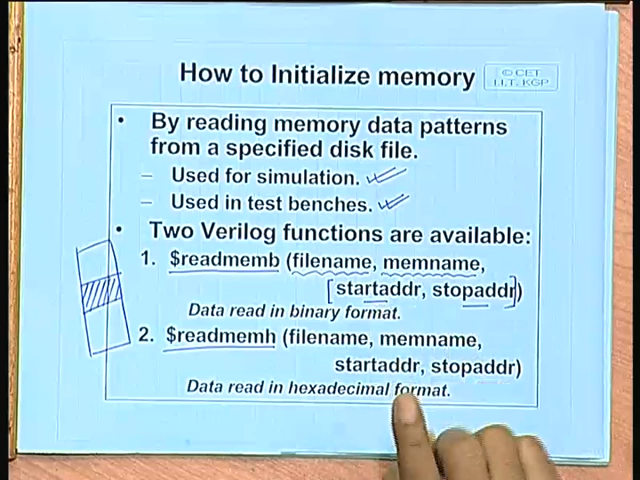 How to Initialize memory
© CET
I.I.T. KGP
• By reading memory data patterns
from a specified disk file.
– Used for simulation.
– Used in test benches.
• Two Verilog functions are available:
1. $readmemb (filename, memname,
[startaddr, stopaddr])
Data read in binary format.
2. $readmemh (filename, memname,
startaddr, stopaddr)
Data read in hexadecimal format.